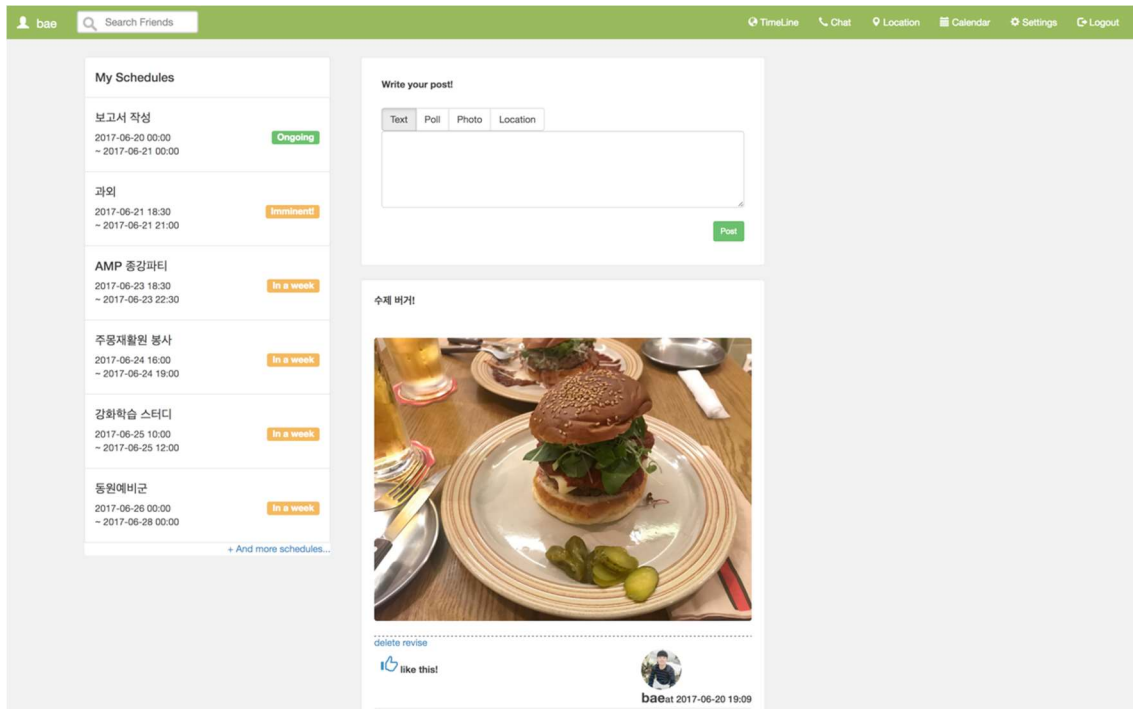 bae
Search Friends
TimeLine
Chat
Location
Calendar
Settings
Logout
My Schedules
보고서 작성
2017-06-20 00:00
~ 2017-06-21 00:00
Ongoing
과외
2017-06-21 18:30
~ 2017-06-21 21:00
Imminent!
AMP 종강파티
2017-06-23 18:30
~ 2017-06-23 22:30
In a week
주몽재활원 봉사
2017-06-24 16:00
~ 2017-06-24 19:00
In a week
강화학습 스터디
2017-06-25 10:00
~ 2017-06-25 12:00
In a week
동원예비군
2017-06-26 00:00
~ 2017-06-28 00:00
In a week
+ And more schedules...
Write your post!
Text
Poll
Photo
Location
Post
수제 버거!
delete revise
like this!
bae at 2017-06-20 19:09